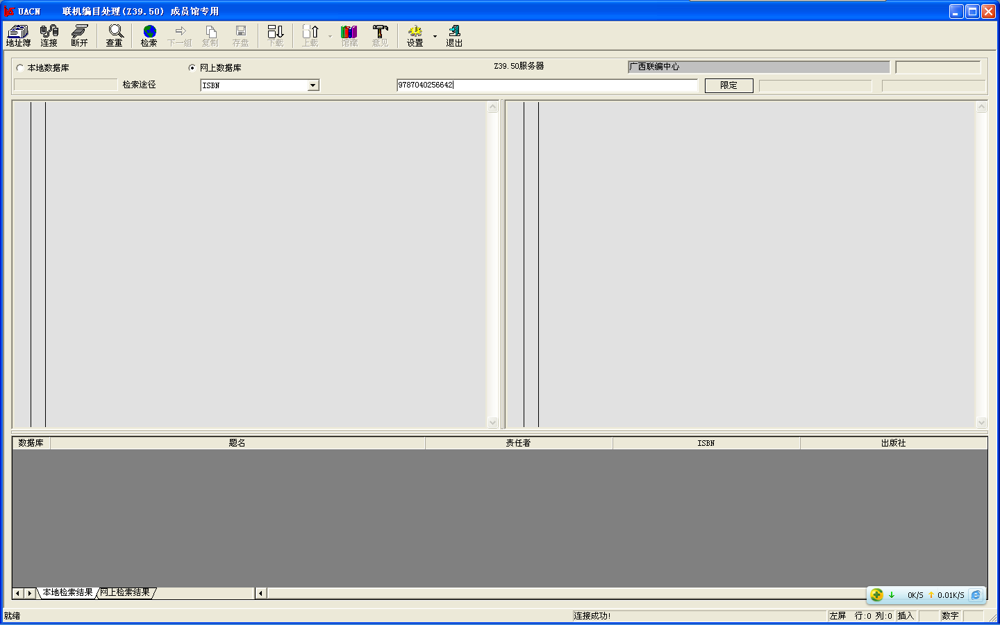 UACN 联机编目处理(Z39.50) 成员馆专用
地址簿 连接 断开 查重 检索 下一组 复制 存盘 下载 上载 馆藏 意见 设置 退出
本地数据库 网上数据库 Z39.50服务器 广西联编中心
检索途径 ISBN 9787040256642 限定
数据库 题名 责任者 ISBN 出版社
本地检索结果 网上检索结果
0K/S 0.01K/S
就绪 连接成功! 左屏 行:0 列:0 插入 数字